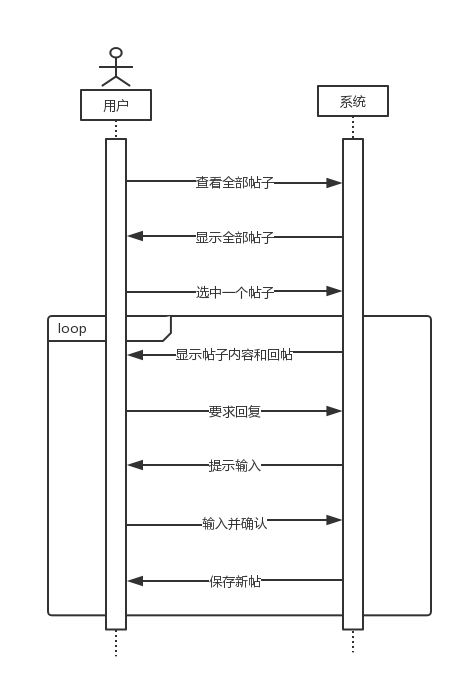 用户
系统
查看全部帖子
显示全部帖子
选中一个帖子
loop
显示帖子内容和回帖
要求回复
提示输入
输入并确认
保存新帖